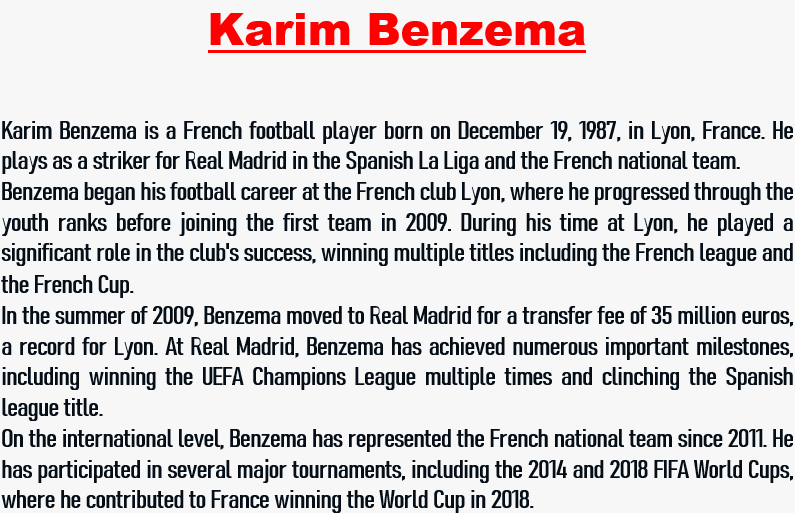 Karim Benzema
Karim Benzema is a French football player born on December 19, 1987, in Lyon, France. He
plays as a striker for Real Madrid in the Spanish La Liga and the French national team.
Benzema began his football career at the French club Lyon, where he progressed through the
youth ranks before joining the first team in 2009. During his time at Lyon, he played a
significant role in the club's success, winning multiple titles including the French league and
the French Cup.
In the summer of 2009, Benzema moved to Real Madrid for a transfer fee of 35 million euros,
a record for Lyon. At Real Madrid, Benzema has achieved numerous important milestones,
including winning the UEFA Champions League multiple times and clinching the Spanish
league title.
On the international level, Benzema has represented the French national team since 2011. He
has participated in several major tournaments, including the 2014 and 2018 FIFA World Cups,
where he contributed to France winning the World Cup in 2018.